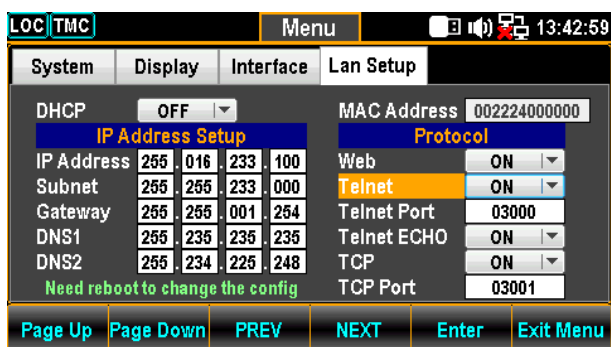 LOC TMC Menu 13:42:59
System Display Interface Lan Setup
DHCP OFF MAC Address 002224000000
IP Address Setup Protocol
IP Address 255 . 016 . 233 . 100 Web ON
Subnet 255 . 255 . 233 . 000 Telnet ON
Gateway 255 . 255 . 001 . 254 Telnet Port 03000
DNS1 255 . 235 . 235 . 235 Telnet ECHO ON
DNS2 255 . 234 . 225 . 248 TCP ON
Need reboot to change the config TCP Port 03001
Page Up Page Down PREV NEXT Enter Exit Menu